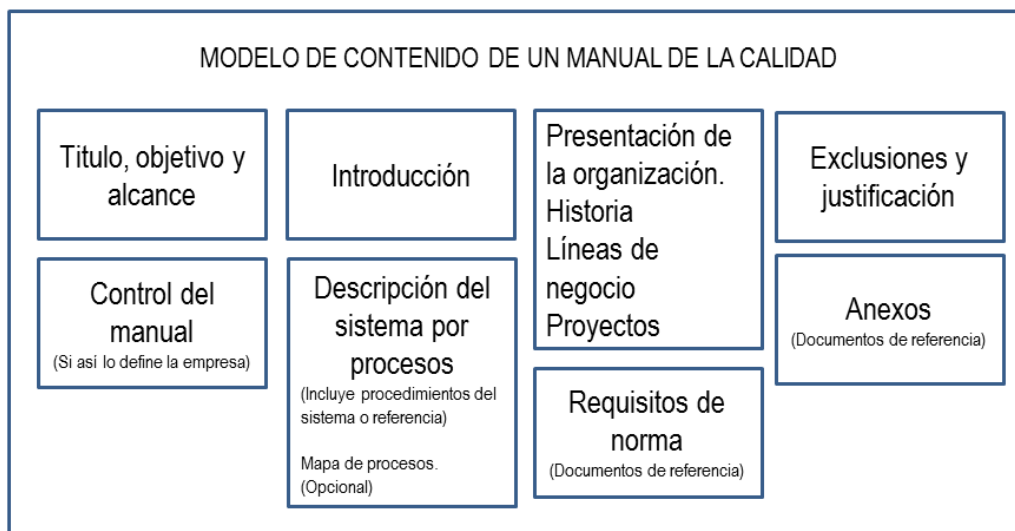 MODELO DE CONTENIDO DE UN MANUAL DE LA CALIDAD
Titulo, objetivo y
alcance
Introducción
Presentación de
la organización.
Historia
Líneas de
negocio
Proyectos
Exclusiones y
justificación
Control del
manual
(Si así lo define la empresa)
Descripción del
sistema por
procesos
(Incluye procedimientos del
sistema o referencia)
Mapa de procesos.
(Opcional)
Requisitos de
norma
(Documentos de referencia)
Anexos
(Documentos de referencia)